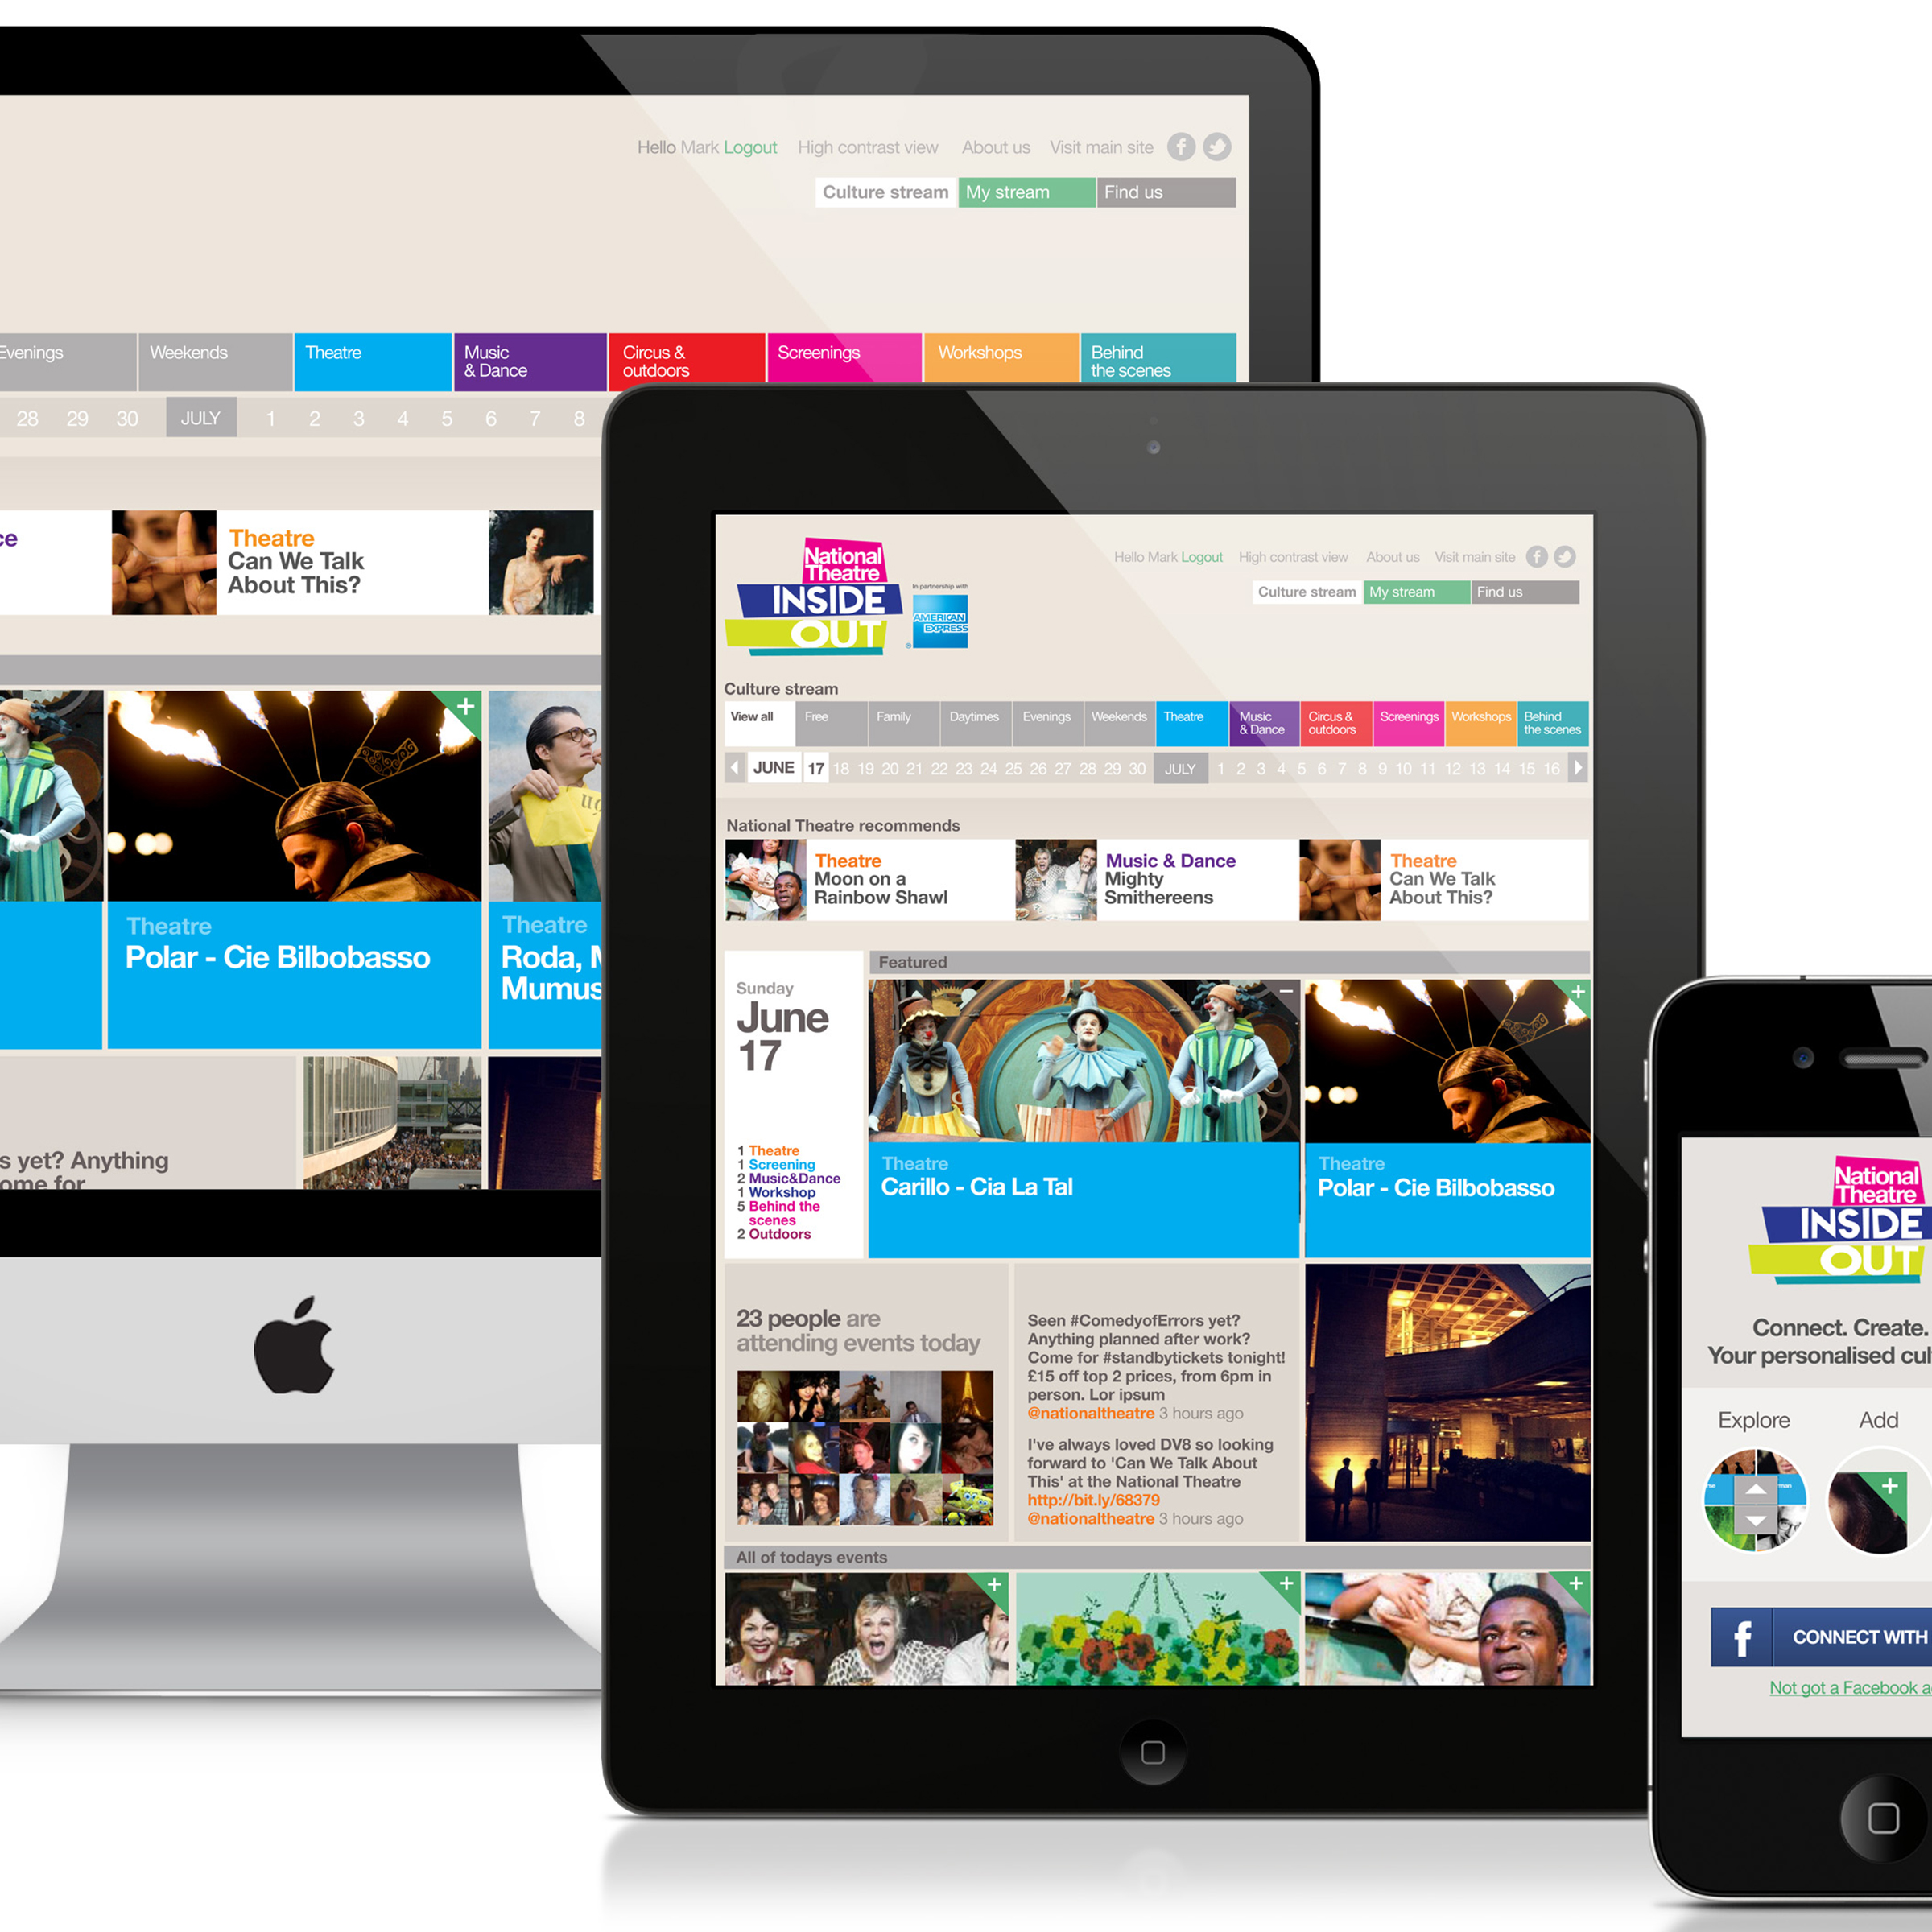 Hello Mark Logout High contrast view About us Visit main site
Culture stream My stream Find us
Evenings Weekends Theatre Music & Dance Circus & outdoors Screenings Workshops Behind the scenes
28 29 30 JULY 1 2 3 4 5 6 7 8
ce
Theatre
Can We Talk
About This?
Theatre
Polar - Cie Bilbobasso
Theatre
Roda, M
Mumus
s yet? Anything
ome for
National
Theatre
INSIDE
OUT
In partnership with
AMERICAN
EXPRESS
Hello Mark Logout High contrast view About us Visit main site
Culture stream My stream Find us
Culture stream
View all Free Family Daytimes Evenings Weekends Theatre Music & Dance Circus & outdoors Screenings Workshops Behind the scenes
JUNE 17 18 19 20 21 22 23 24 25 26 27 28 29 30 JULY 1 2 3 4 5 6 7 8 9 10 11 12 13 14 15 16
National Theatre recommends
Theatre
Moon on a
Rainbow Shawl
Music & Dance
Mighty
Smithereens
Theatre
Can We Talk
About This?
Sunday
June
17
1 Theatre
1 Screening
2 Music&Dance
1 Workshop
5 Behind the
scenes
2 Outdoors
Featured
Theatre
Carillo - Cia La Tal
Theatre
Polar - Cie Bilbobasso
23 people are
attending events today
Seen #ComedyofErrors yet?
Anything planned after work?
Come for #standbytickets tonight!
£15 off top 2 prices, from 6pm in
person. Lor ipsum
@nationaltheatre 3 hours ago
I've always loved DV8 so looking
forward to 'Can We Talk About
This' at the National Theatre
http://bit.ly/68379
@nationaltheatre 3 hours ago
All of todays events
National
Theatre
INSIDE
OUT
Connect. Create.
Your personalised cul
Explore Add
CONNECT WITH
Not got a Facebook a